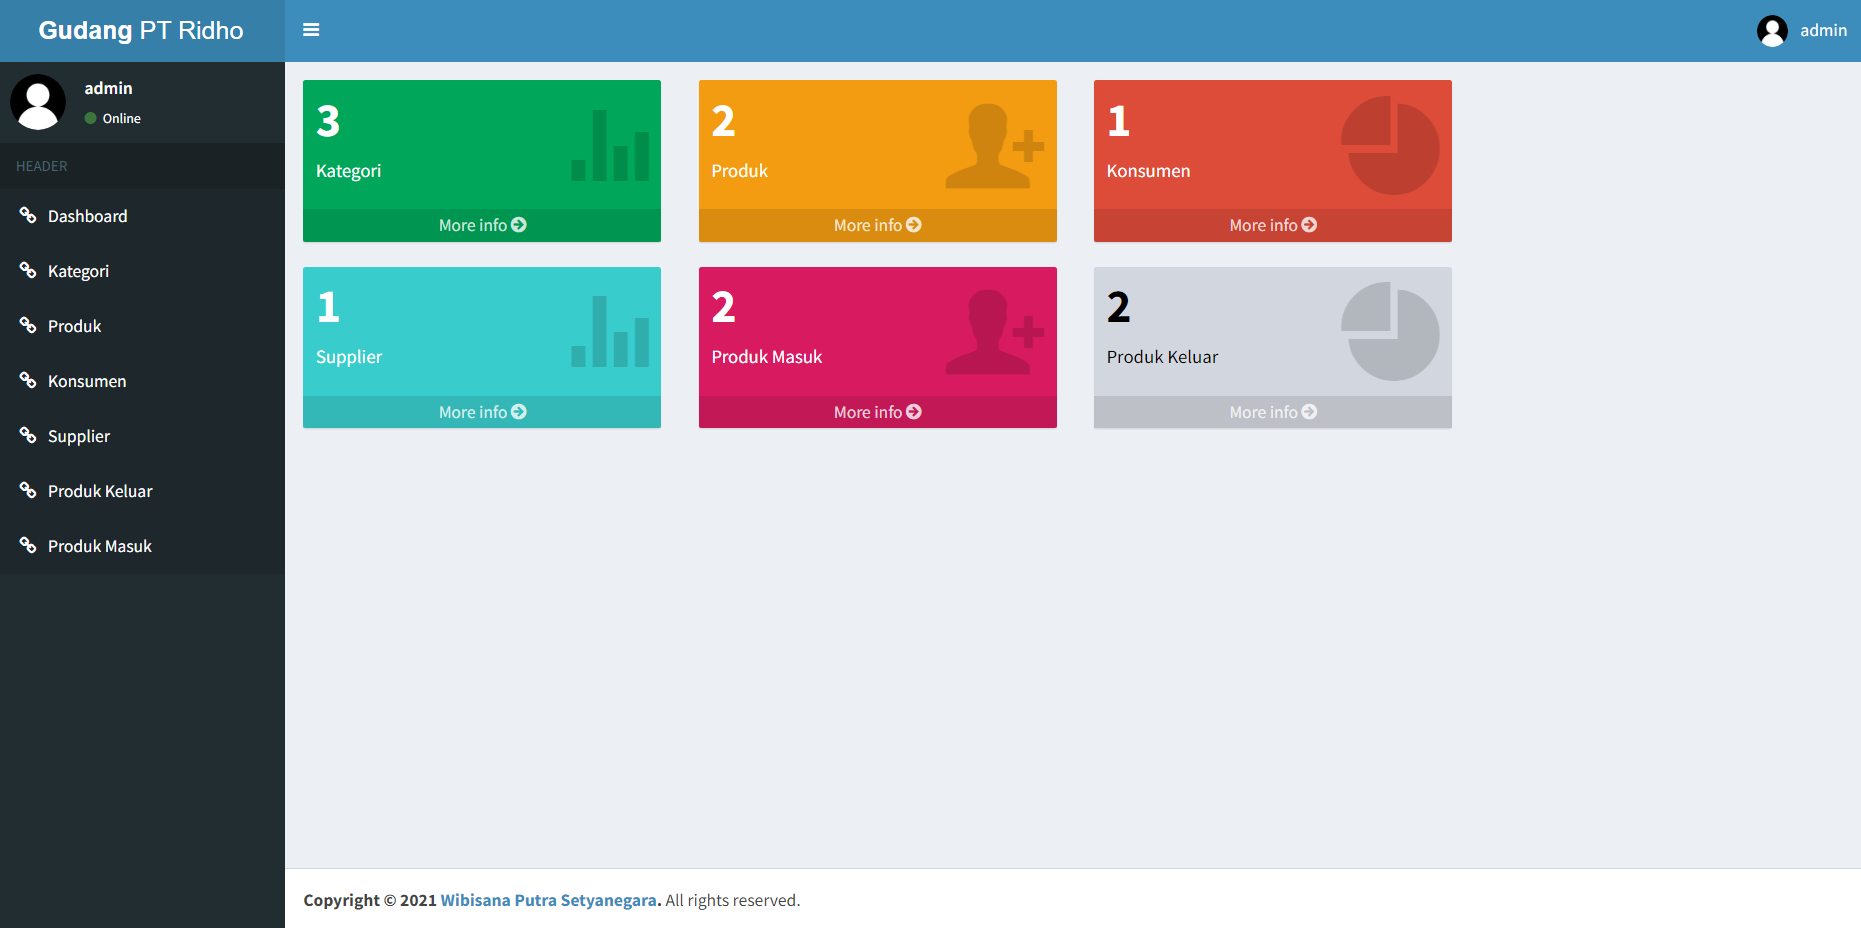 Gudang PT Ridho
admin
admin
Online
HEADER
Dashboard
Kategori
Produk
Konsumen
Supplier
Produk Keluar
Produk Masuk
3
Kategori
More info
2
Produk
More info
1
Konsumen
More info
1
Supplier
More info
2
Produk Masuk
More info
2
Produk Keluar
More info
Copyright © 2021 Wibisana Putra Setyanegara. All rights reserved.